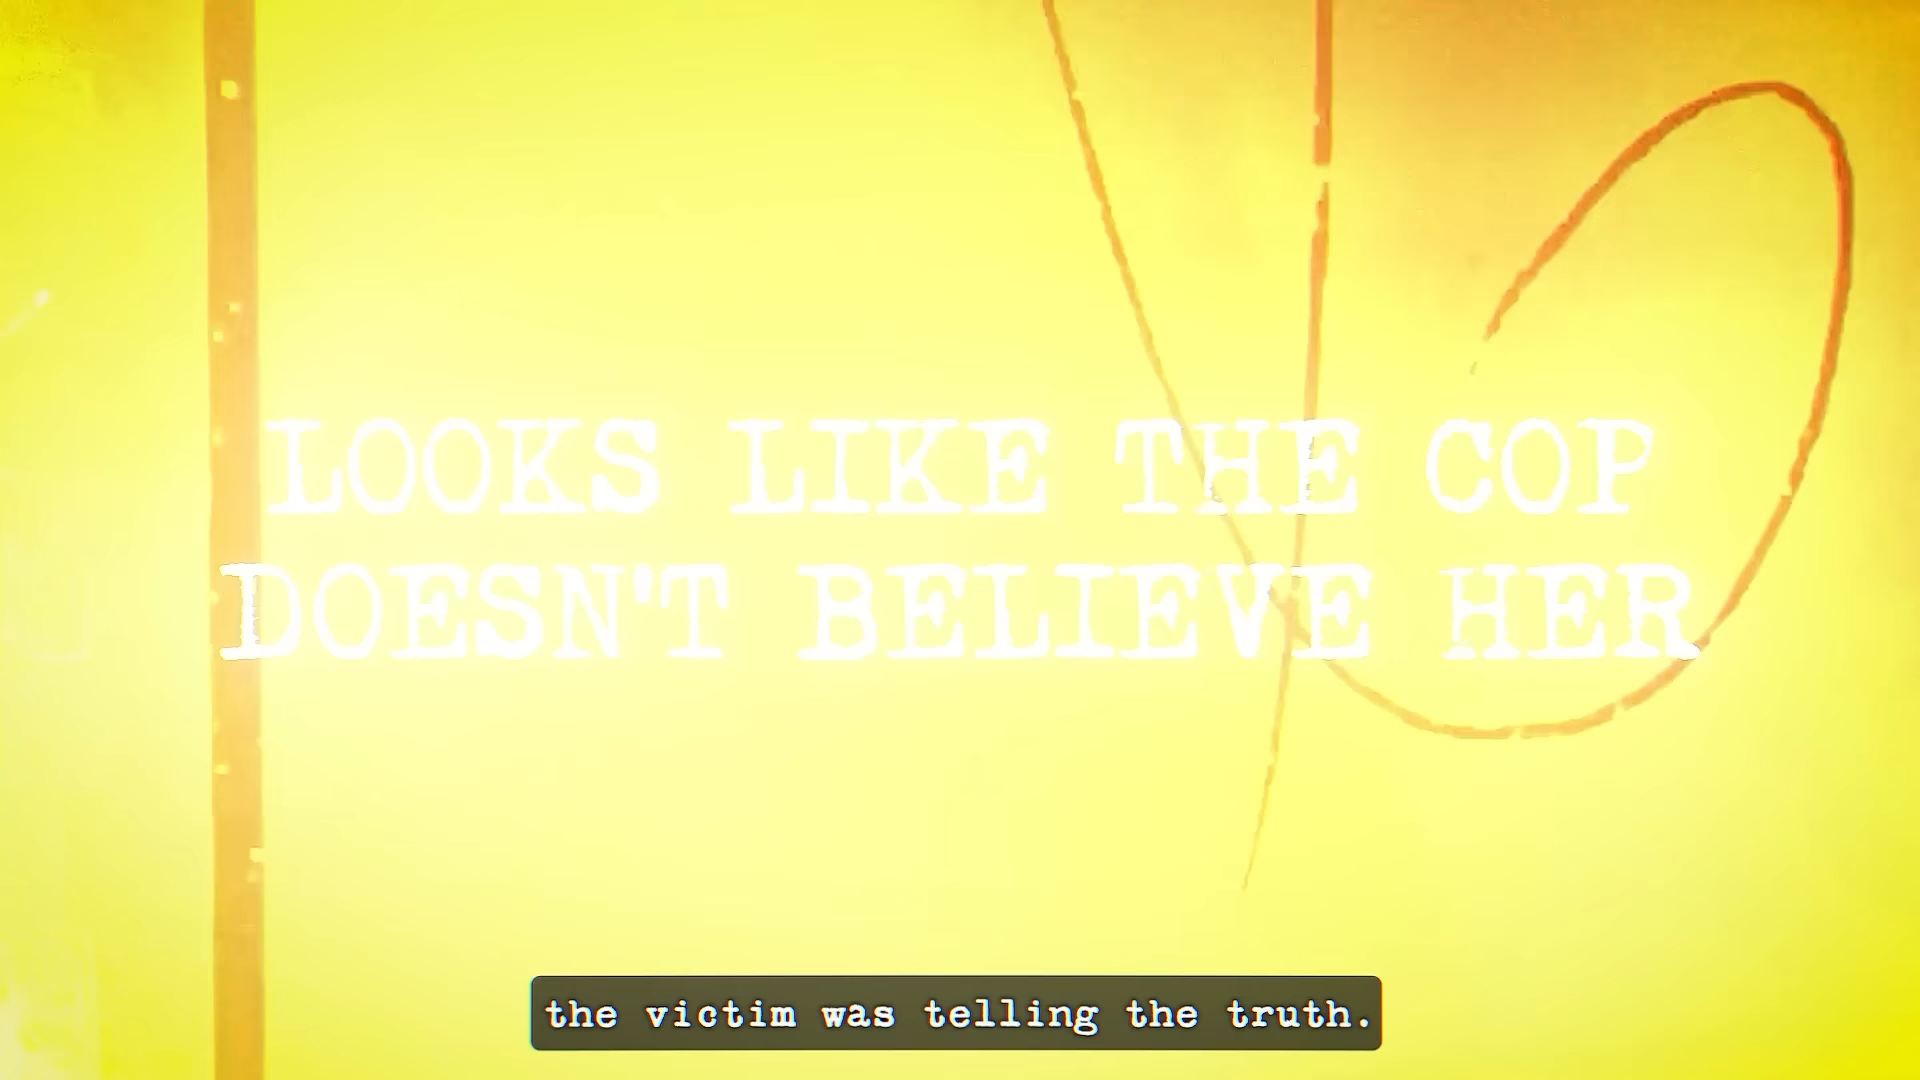 LOOKS LIKE THE COP
DOESN'T BELIEVE HER
the victim was telling the truth.